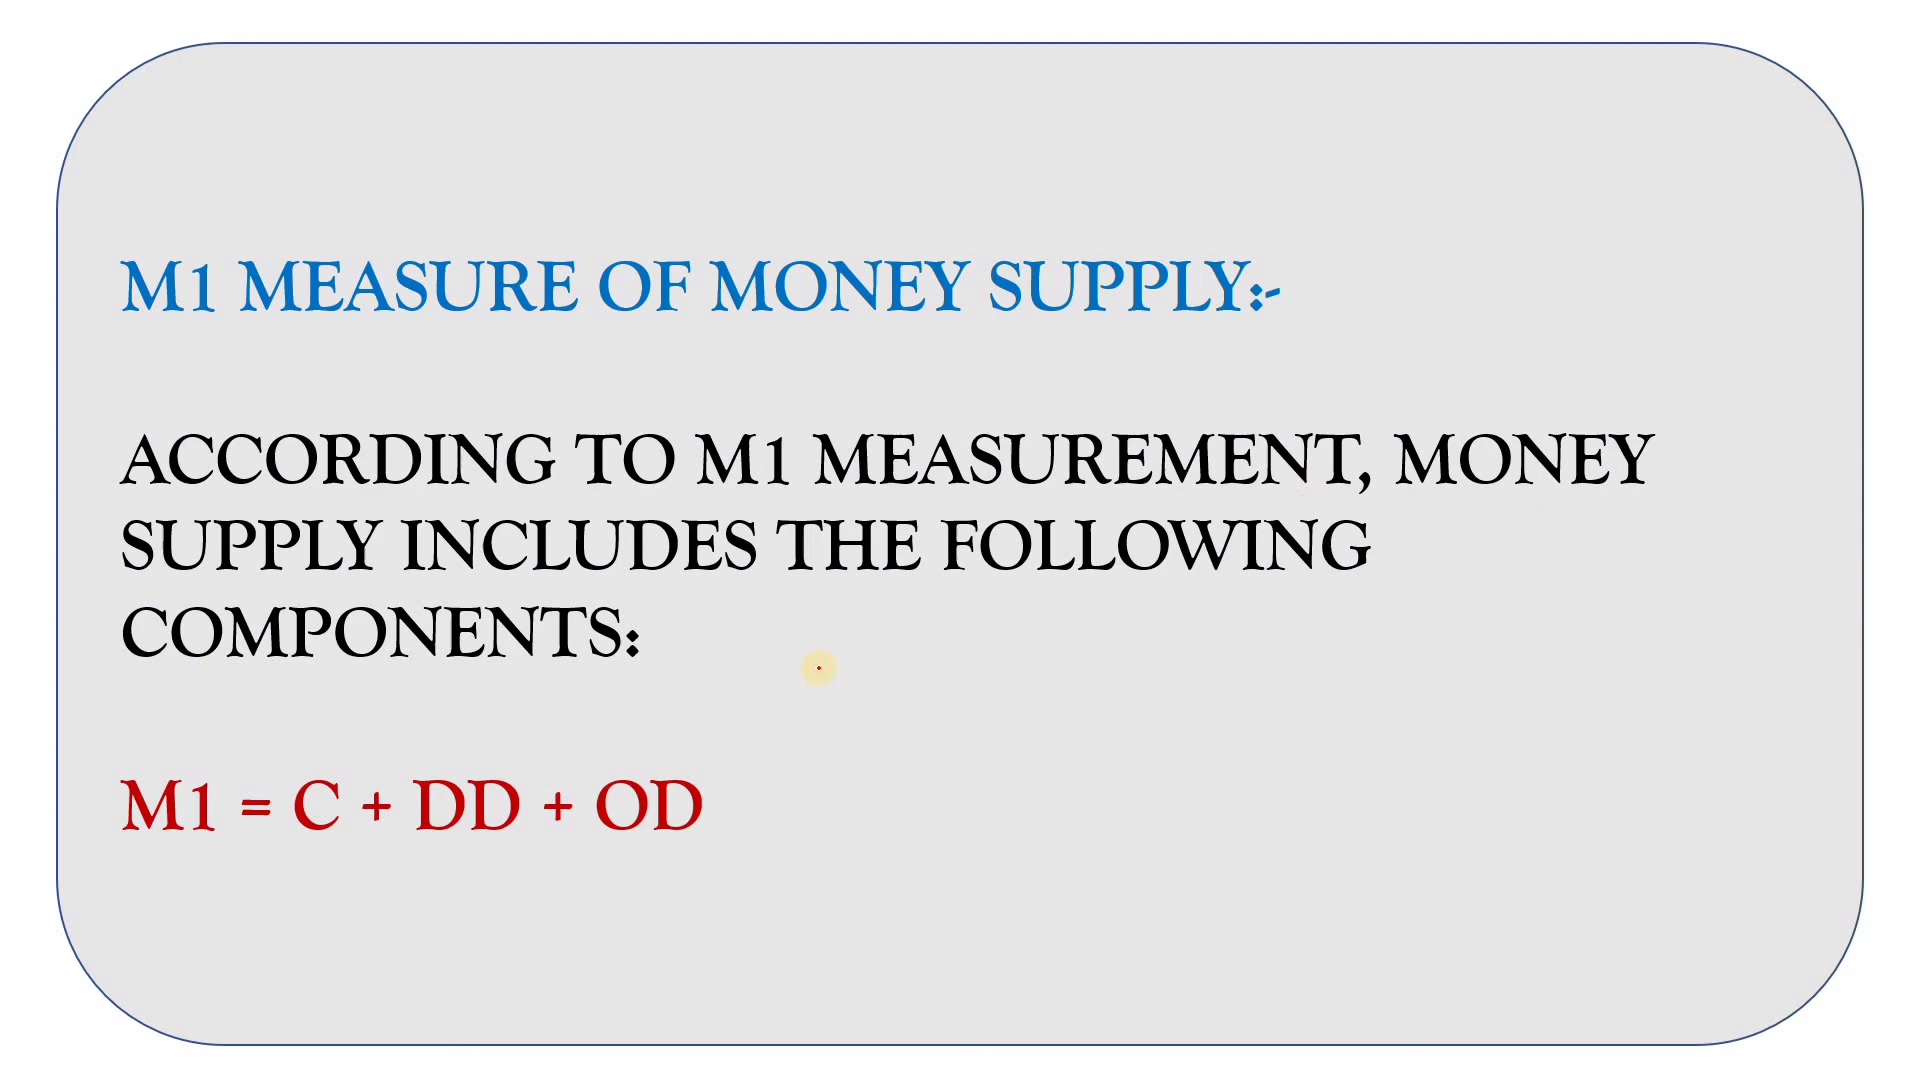 M1 MEASURE OF MONEY SUPPLY:-
ACCORDING TO M1 MEASUREMENT, MONEY
SUPPLY INCLUDES THE FOLLOWING
COMPONENTS:
M1 = C + DD + OD